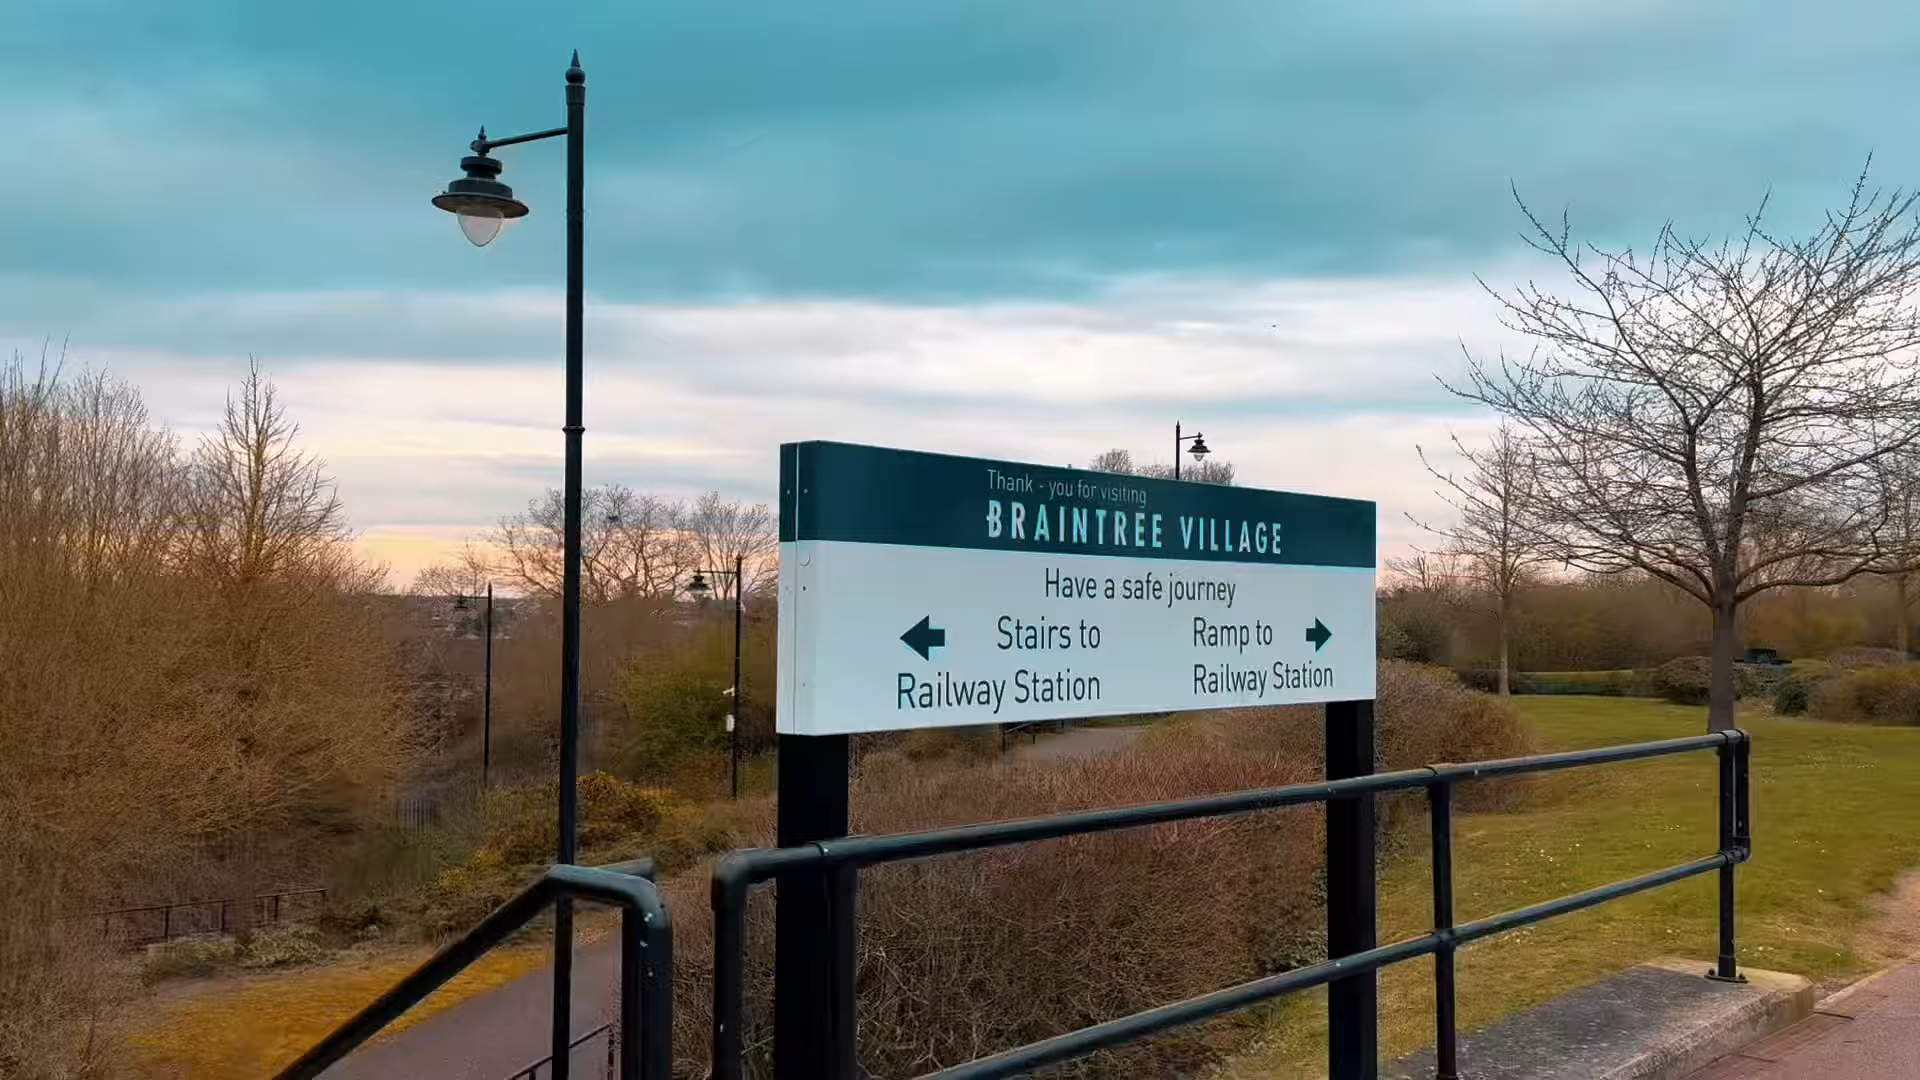 Thank - you for visiting
BRAINTREE VILLAGE
Have a safe journey
Stairs to
Railway Station
Ramp to
Railway Station